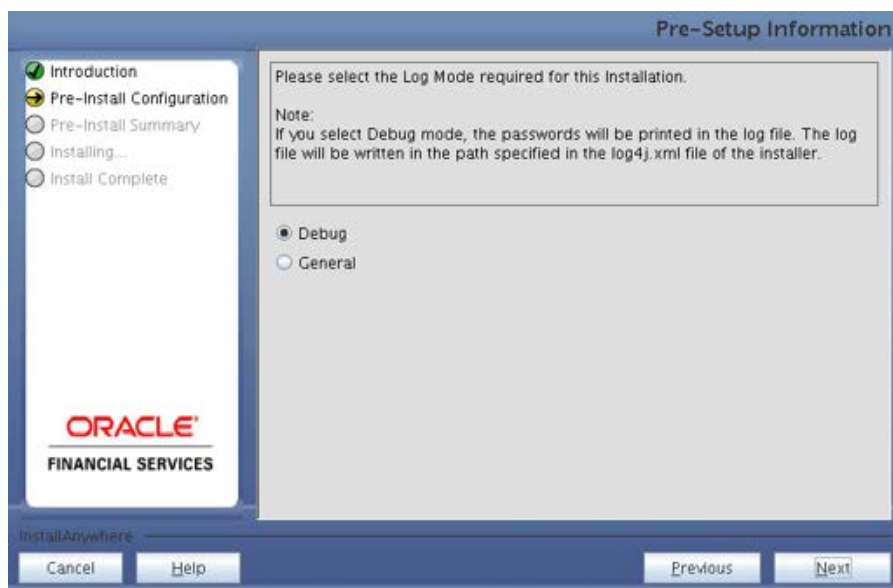 Pre-Setup Information
Introduction
Pre-Install Configuration
Pre-Install Summary
Installing...
Install Complete
Please select the Log Mode required for this Installation.
Note:
If you select Debug mode, the passwords will be printed in the log file. The log
file will be written in the path specified in the log4j.xml file of the installer.
Debug
General
ORACLE
FINANCIAL SERVICES
InstallAnywhere
Cancel
Help
Previous
Next